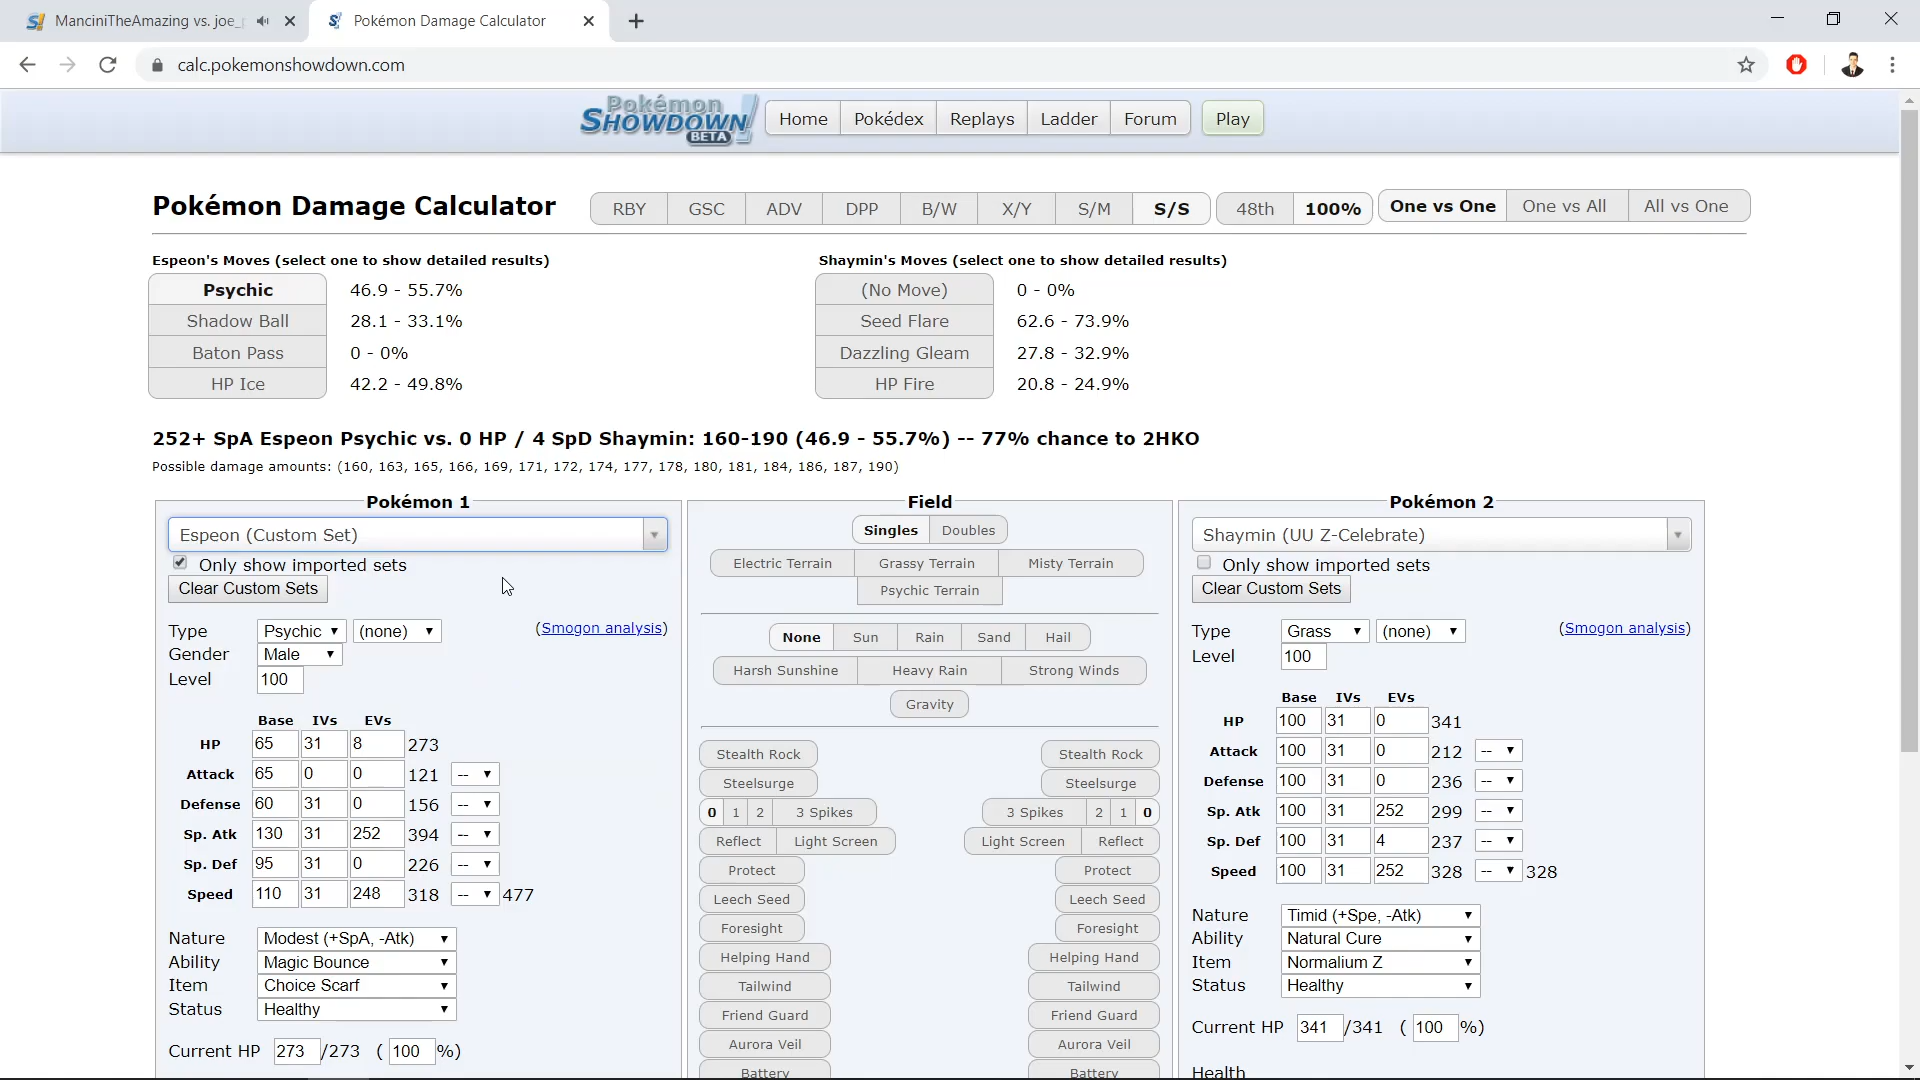 ManciniTheAmazing vs. joe_
Pokémon Damage Calculator
calc.pokemonshowdown.com
Pokémon SHOWDOWN! BETA
Home Pokédex Replays Ladder Forum Play
Pokémon Damage Calculator
RBY GSC ADV DPP B/W X/Y S/M S/S 48th 100% One vs One One vs All All vs One
Espeon's Moves (select one to show detailed results)
Psychic 46.9 - 55.7%
Shadow Ball 28.1 - 33.1%
Baton Pass 0 - 0%
HP Ice 42.2 - 49.8%
Shaymin's Moves (select one to show detailed results)
(No Move) 0 - 0%
Seed Flare 62.6 - 73.9%
Dazzling Gleam 27.8 - 32.9%
HP Fire 20.8 - 24.9%
252+ SpA Espeon Psychic vs. 0 HP / 4 SpD Shaymin: 160-190 (46.9 - 55.7%) -- 77% chance to 2HKO
Possible damage amounts: (160, 163, 165, 166, 169, 171, 172, 174, 177, 178, 180, 181, 184, 186, 187, 190)
Pokémon 1
Espeon (Custom Set)
Only show imported sets
Clear Custom Sets
Type Psychic (none) (Smogon analysis)
Gender Male
Level 100
Base IVs EVs
HP 65 31 8 273
Attack 65 0 0 121 --
Defense 60 31 0 156 --
Sp. Atk 130 31 252 394 --
Sp. Def 95 31 0 226 --
Speed 110 31 248 318 -- 477
Nature Modest (+SpA, -Atk)
Ability Magic Bounce
Item Choice Scarf
Status Healthy
Current HP 273 /273 ( 100 %)
Field
Singles Doubles
Electric Terrain Grassy Terrain Misty Terrain
Psychic Terrain
None Sun Rain Sand Hail
Harsh Sunshine Heavy Rain Strong Winds
Gravity
Stealth Rock Stealth Rock
Steelsurge Steelsurge
0 1 2 3 Spikes 3 Spikes 2 1 0
Reflect Light Screen Light Screen Reflect
Protect Protect
Leech Seed Leech Seed
Foresight Foresight
Helping Hand Helping Hand
Tailwind Tailwind
Friend Guard Friend Guard
Aurora Veil Aurora Veil
Battery Battery
Pokémon 2
Shaymin (UU Z-Celebrate)
Only show imported sets
Clear Custom Sets
Type Grass (none) (Smogon analysis)
Level 100
Base IVs EVs
HP 100 31 0 341
Attack 100 31 0 212 --
Defense 100 31 0 236 --
Sp. Atk 100 31 252 299 --
Sp. Def 100 31 4 237 --
Speed 100 31 252 328 -- 328
Nature Timid (+Spe, -Atk)
Ability Natural Cure
Item Normalium Z
Status Healthy
Current HP 341 /341 ( 100 %)
Health